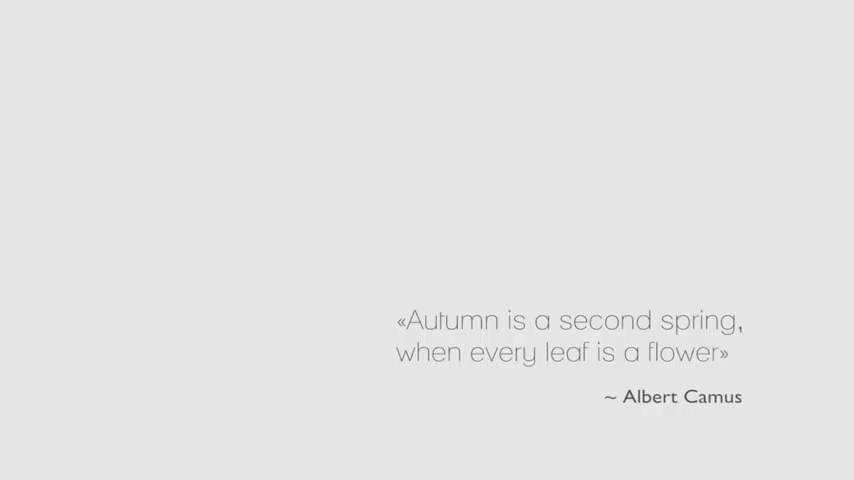 «Autumn is a second spring,
when every leaf is a flower»
~ Albert Camus